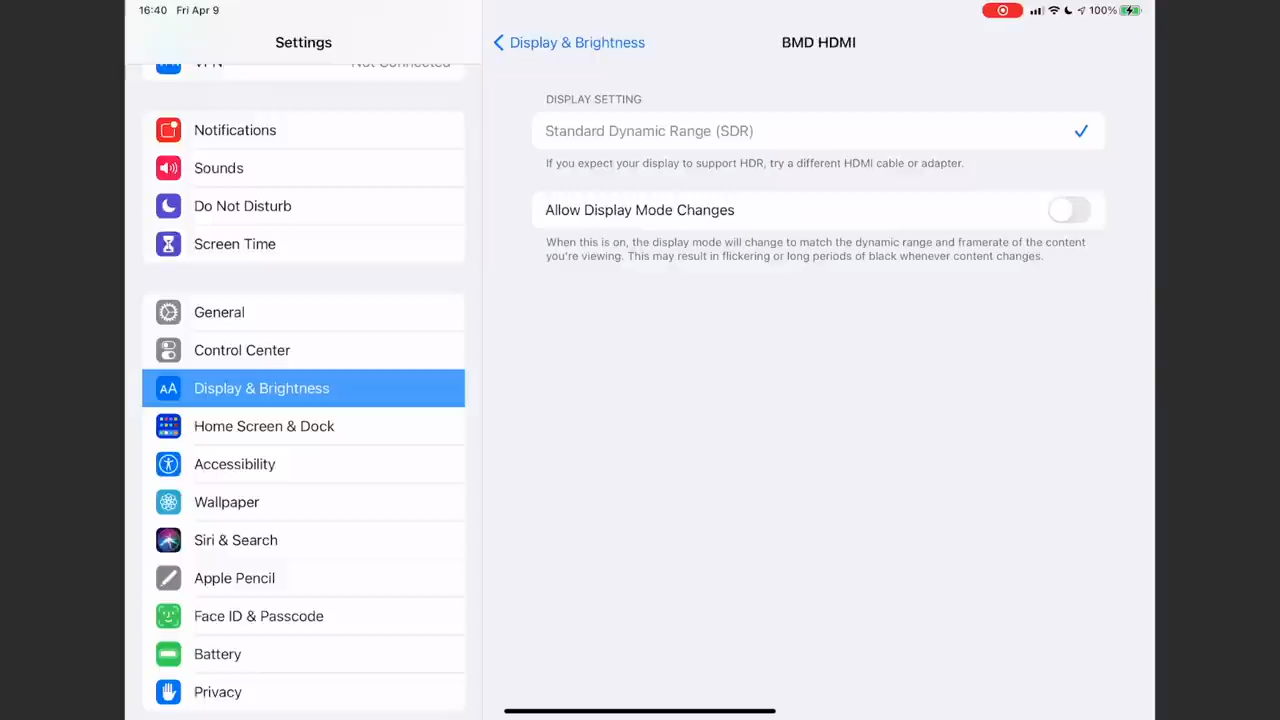 16:40 Fri Apr 9
100%
Settings
VPN Not Connected
Notifications
Sounds
Do Not Disturb
Screen Time
General
Control Center
AA Display & Brightness
Home Screen & Dock
Accessibility
Wallpaper
Siri & Search
Apple Pencil
Face ID & Passcode
Battery
Privacy
Display & Brightness
BMD HDMI
DISPLAY SETTING
Standard Dynamic Range (SDR)
If you expect your display to support HDR, try a different HDMI cable or adapter.
Allow Display Mode Changes
When this is on, the display mode will change to match the dynamic range and framerate of the content
you're viewing. This may result in flickering or long periods of black whenever content changes.